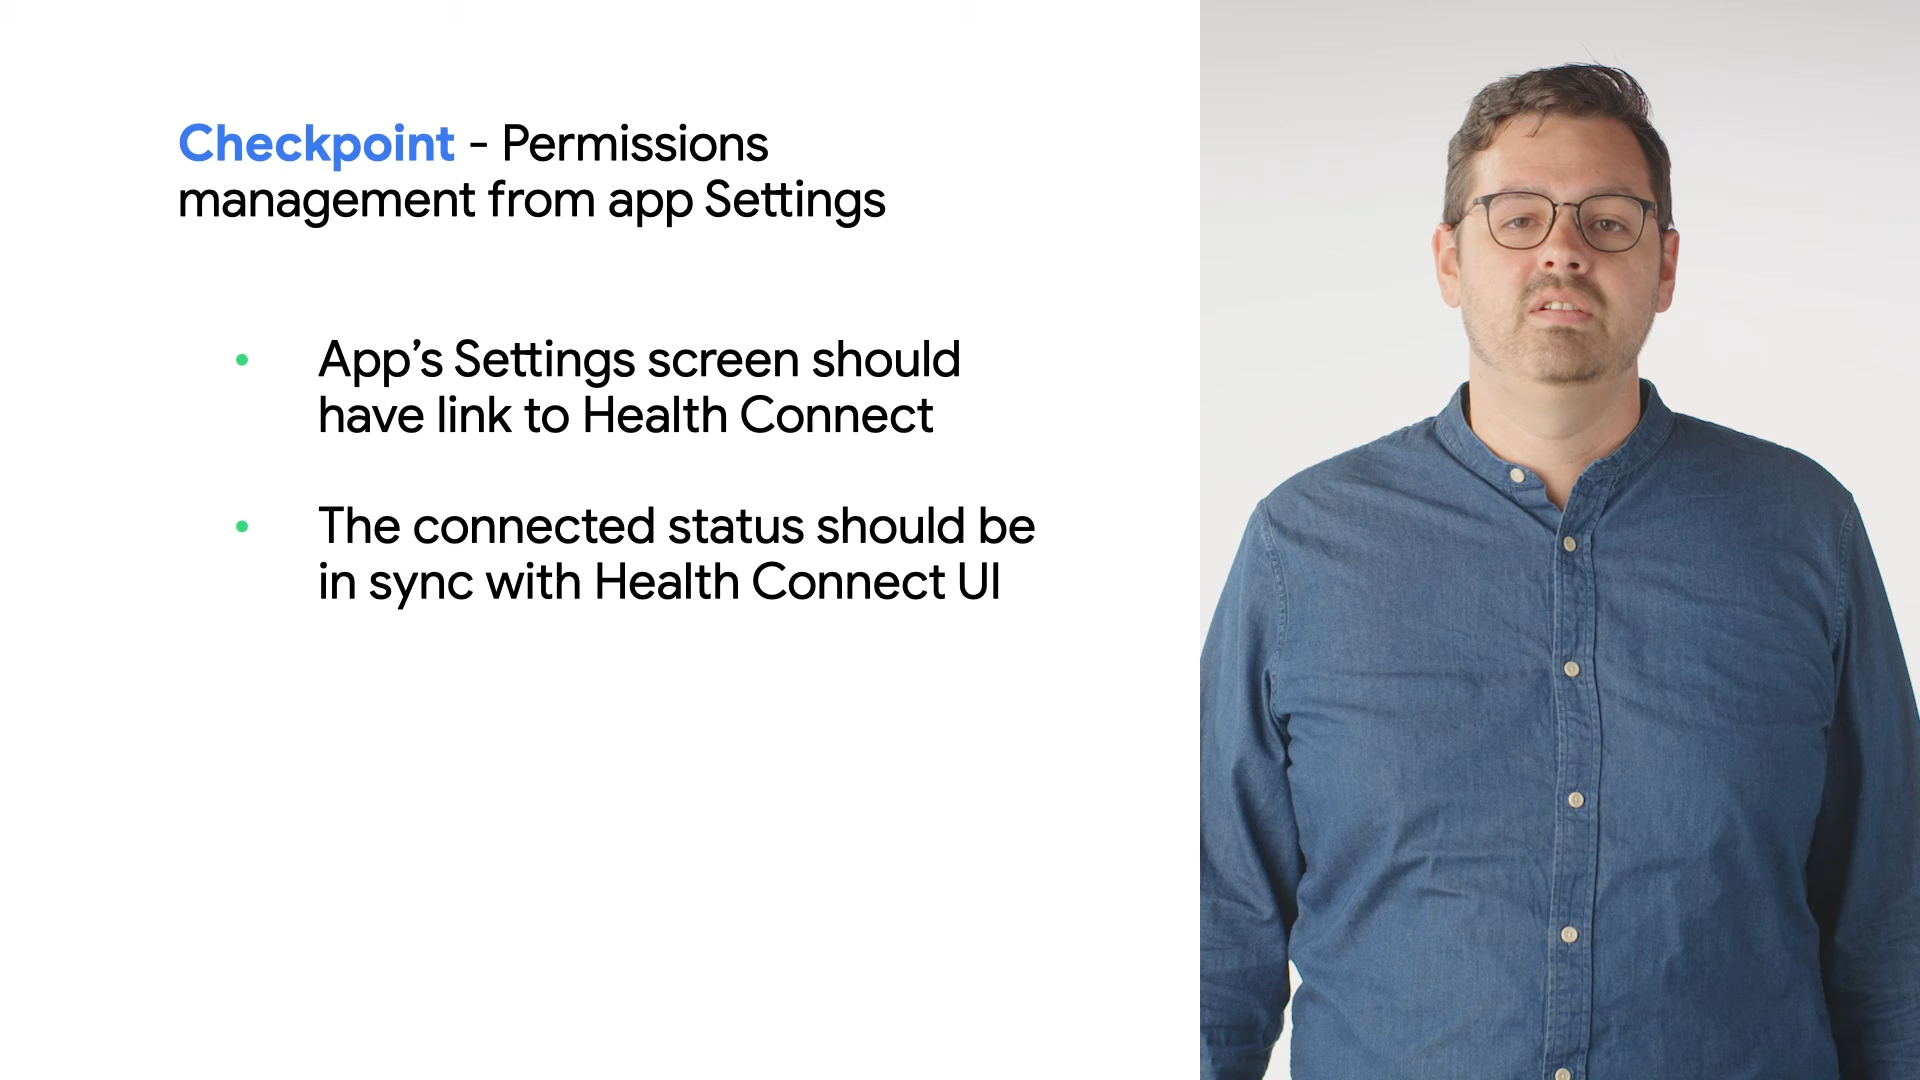 Checkpoint - Permissions
management from app Settings
• App’s Settings screen should
have link to Health Connect
• The connected status should be
in sync with Health Connect UI